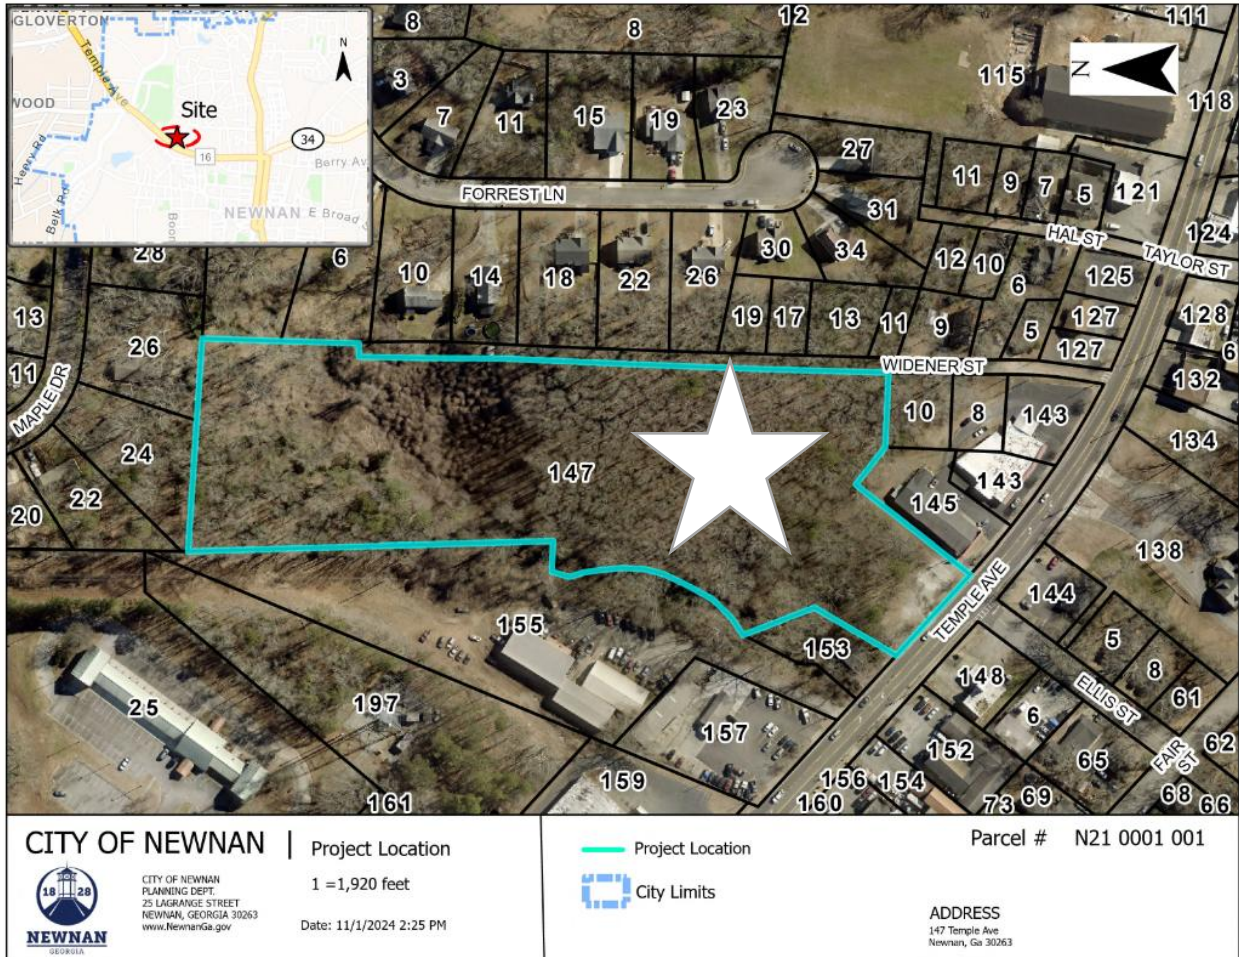 GLOVERTON
Temple Ave
N
WOOD
Site
34
16
Heery Rd
Belk Rd
Boon
Berry Av
NEWNAN
E Broad
8
8
12
111
3
7
11
15
19
23
115
N
118
FORREST LN
27
11
9
7
5
121
31
HAL ST
124
TAYLOR ST
28
6
10
14
18
22
26
30
34
12
10
6
125
13
19
17
13
11
9
5
127
128
26
127
6
11
WIDENER ST
132
MAPLE DR
10
8
143
134
24
147
143
22
145
20
138
TEMPLE AVE
144
155
153
5
8
148
61
25
197
ELLIS ST
6
157
152
65
FAIR ST
62
159
156
154
161
160
73
69
68
66
CITY OF NEWNAN
18 28
NEWNAN
GEORGIA
CITY OF NEWNAN
PLANNING DEPT.
25 LAGRANGE STREET
NEWNAN, GEORGIA 30263
www.NewnanGa.gov
Project Location
1 =1,920 feet
Date: 11/1/2024 2:25 PM
Project Location
City Limits
Parcel # N21 0001 001
ADDRESS
147 Temple Ave
Newnan, Ga 30263